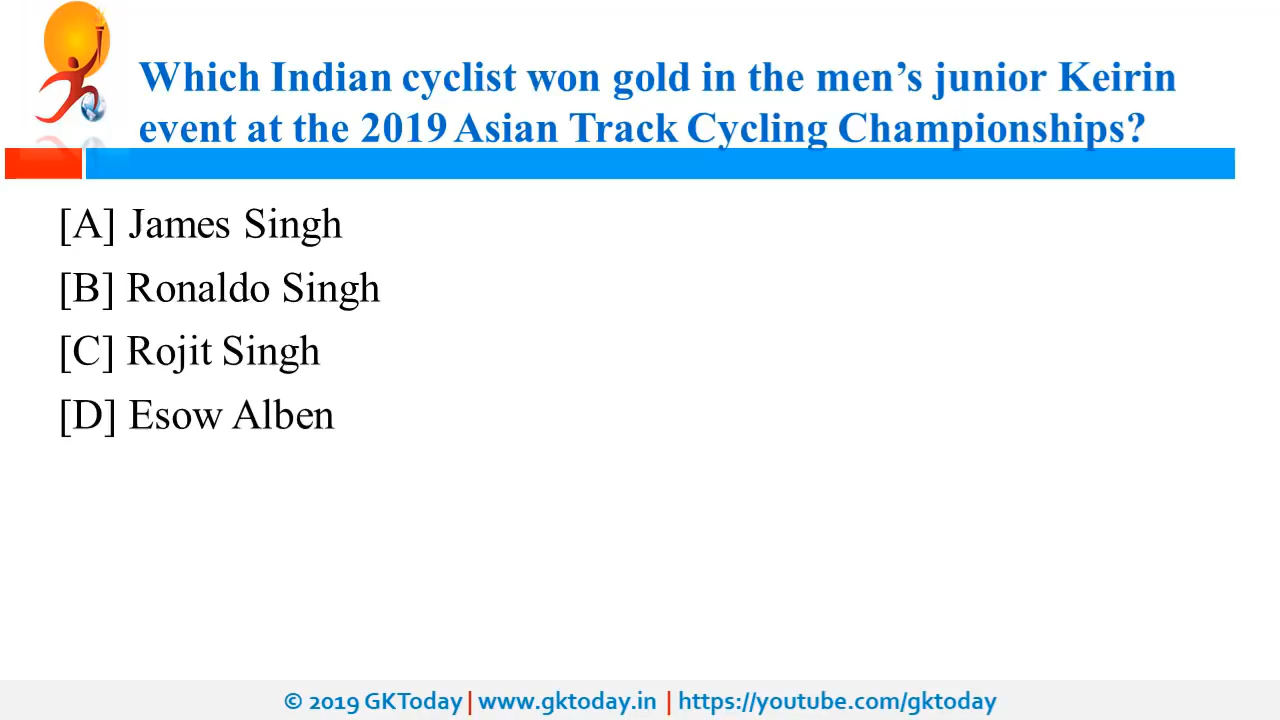 Which Indian cyclist won gold in the men’s junior Keirin
event at the 2019 Asian Track Cycling Championships?
[A] James Singh
[B] Ronaldo Singh
[C] Rojit Singh
[D] Esow Alben
© 2019 GKToday | www.gktoday.in | https://youtube.com/gktoday